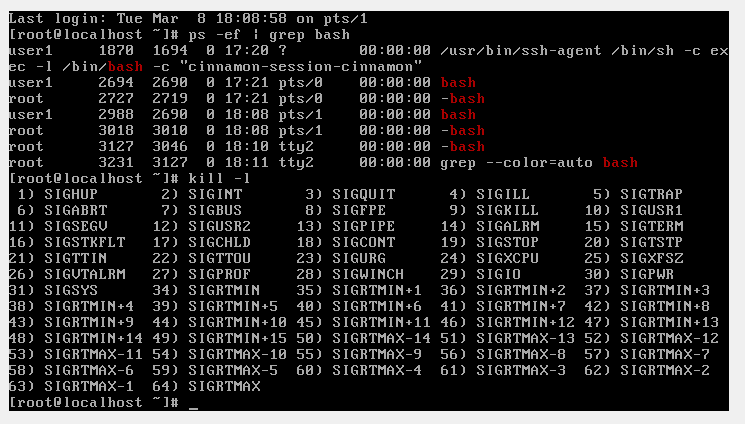 Last login: Tue Mar  8 18:08:58 on pts/1
[root@localhost ~]# ps -ef | grep bash
user1     1870  1694  0 17:20 ?        00:00:00 /usr/bin/ssh-agent /bin/sh -c ex
ec -l /bin/bash -c "cinnamon-session-cinnamon"
user1     2694  2690  0 17:21 pts/0    00:00:00 bash
root      2727  2719  0 17:21 pts/0    00:00:00 -bash
user1     2988  2690  0 18:08 pts/1    00:00:00 bash
root      3018  3010  0 18:08 pts/1    00:00:00 -bash
root      3127  3046  0 18:10 tty2     00:00:00 -bash
root      3231  3127  0 18:11 tty2     00:00:00 grep --color=auto bash
[root@localhost ~]# kill -l
 1) SIGHUP       2) SIGINT       3) SIGQUIT      4) SIGILL       5) SIGTRAP
 6) SIGABRT      7) SIGBUS       8) SIGFPE       9) SIGKILL     10) SIGUSR1
11) SIGSEGV     12) SIGUSR2     13) SIGPIPE     14) SIGALRM     15) SIGTERM
16) SIGSTKFLT   17) SIGCHLD     18) SIGCONT     19) SIGSTOP     20) SIGTSTP
21) SIGTTIN     22) SIGTTOU     23) SIGURG      24) SIGXCPU     25) SIGXFSZ
26) SIGVTALRM   27) SIGPROF     28) SIGWINCH    29) SIGIO       30) SIGPWR
31) SIGSYS      34) SIGRTMIN    35) SIGRTMIN+1  36) SIGRTMIN+2  37) SIGRTMIN+3
38) SIGRTMIN+4  39) SIGRTMIN+5  40) SIGRTMIN+6  41) SIGRTMIN+7  42) SIGRTMIN+8
43) SIGRTMIN+9  44) SIGRTMIN+10 45) SIGRTMIN+11 46) SIGRTMIN+12 47) SIGRTMIN+13
48) SIGRTMIN+14 49) SIGRTMIN+15 50) SIGRTMAX-14 51) SIGRTMAX-13 52) SIGRTMAX-12
53) SIGRTMAX-11 54) SIGRTMAX-10 55) SIGRTMAX-9  56) SIGRTMAX-8  57) SIGRTMAX-7
58) SIGRTMAX-6  59) SIGRTMAX-5  60) SIGRTMAX-4  61) SIGRTMAX-3  62) SIGRTMAX-2
63) SIGRTMAX-1  64) SIGRTMAX
[root@localhost ~]# _